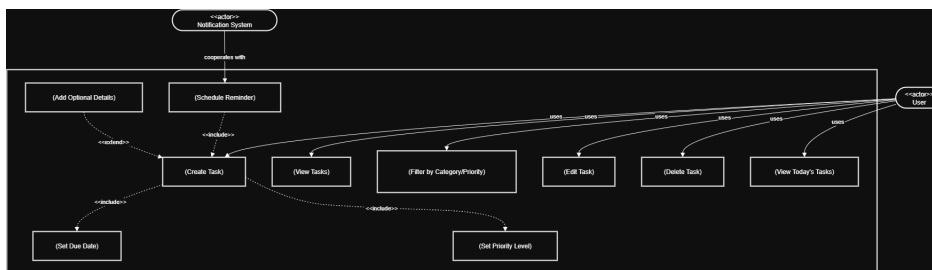 <<actor>>
Notification System
cooperates with
(Add Optional Details)
(Schedule Reminder)
<<actor>>
User
uses
uses
uses
uses
uses
uses
<<include>>
<<extend>>
(Create Task)
(View Tasks)
(Filter by Category/Priority)
(Edit Task)
(Delete Task)
(View Today's Tasks)
<<include>>
<<include>>
(Set Due Date)
(Set Priority Level)